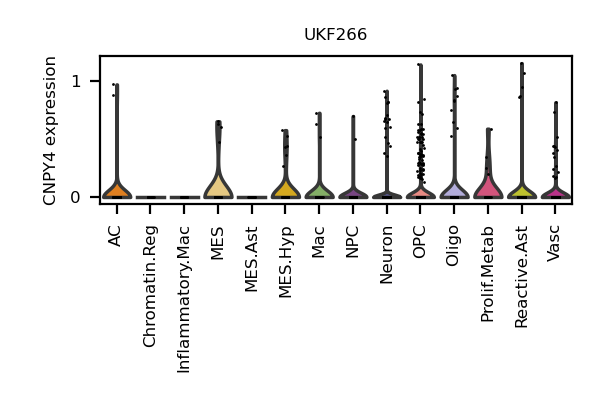 UKF266
CNPY4 expression
1
0
AC
Chromatin.Reg
Inflammatory.Mac
MES
MES.Ast
MES.Hyp
Mac
NPC
Neuron
OPC
Oligo
Prolif.Metab
Reactive.Ast
Vasc